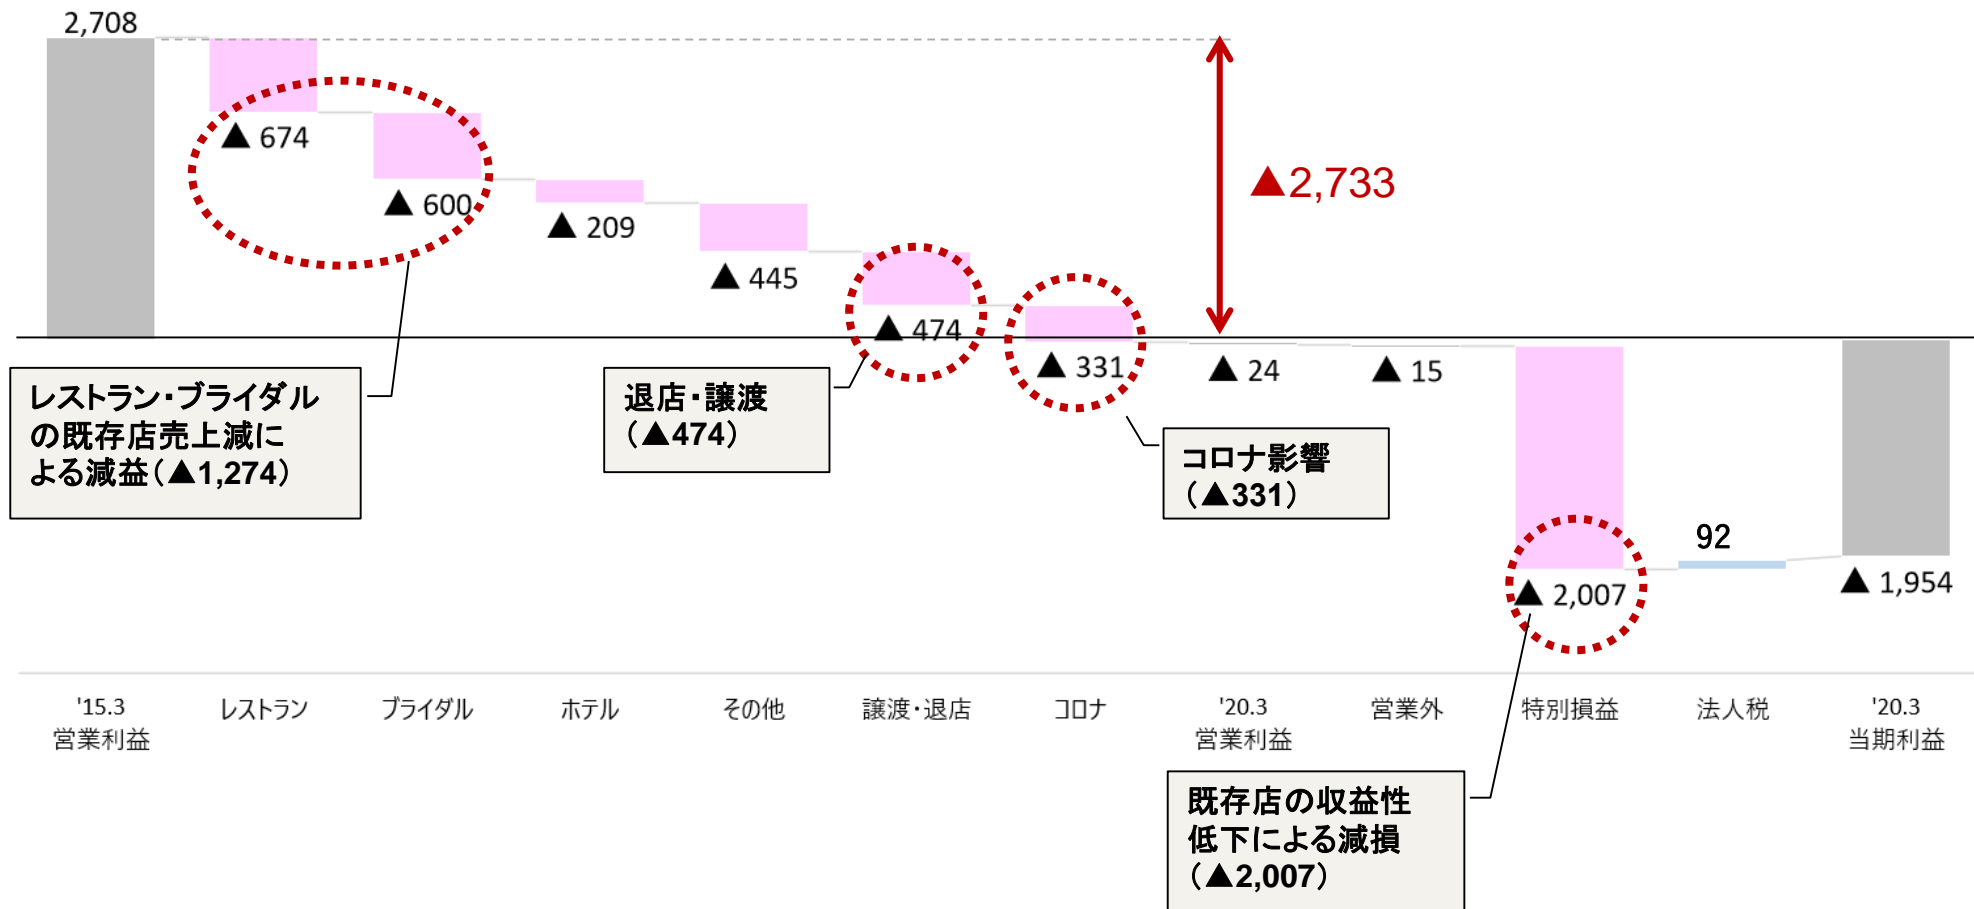 2,708
▲ 674
▲ 600
▲ 209
▲ 445
▲ 474
▲ 331
▲ 24
▲ 15
▲ 2,007
92
▲ 1,954
▲2,733
レストラン・ブライダル
の既存店売上減に
よる減益（▲1,274）
退店・譲渡
（▲474）
コロナ影響
（▲331）
'15.3
営業利益
レストラン
ブライダル
ホテル
その他
譲渡・退店
コロナ
'20.3
営業利益
営業外
特別損益
法人税
'20.3
当期利益
既存店の収益性
低下による減損
（▲2,007）